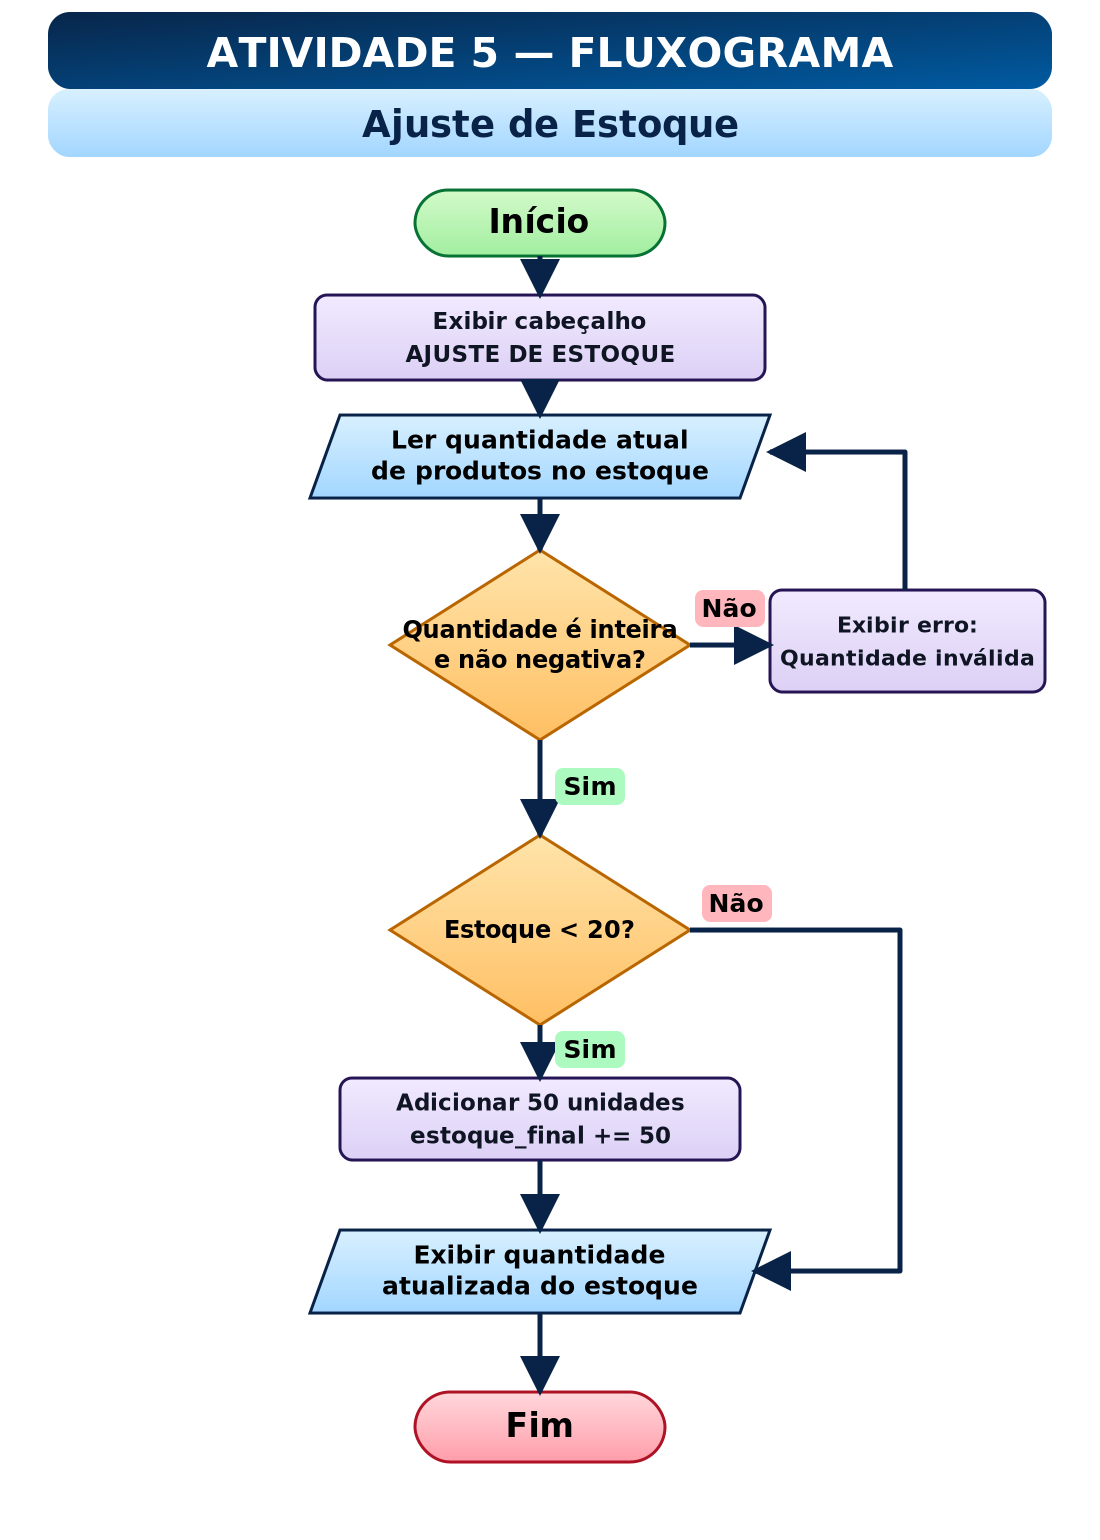 ATIVIDADE 5 — FLUXOGRAMA
Ajuste de Estoque
Início
Exibir cabeçalho
AJUSTE DE ESTOQUE
Ler quantidade atual
de produtos no estoque
Quantidade é inteira
e não negativa?
Não
Exibir erro:
Quantidade inválida
Sim
Estoque < 20?
Não
Sim
Adicionar 50 unidades
estoque_final += 50
Exibir quantidade
atualizada do estoque
Fim